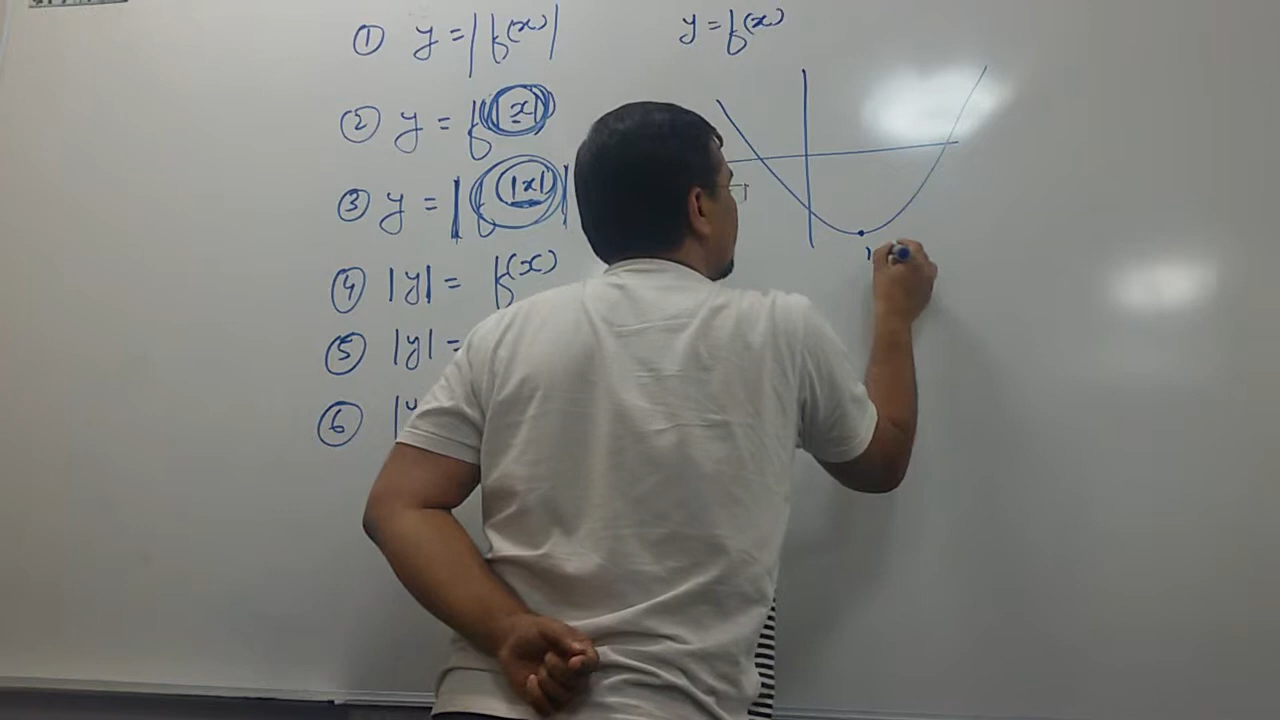 ① y = |f(x)|
y = f(x)
② y = f(|x|)
③ y = |f(|x|)|
④ |y| = f(x)
⑤ |y| =
⑥